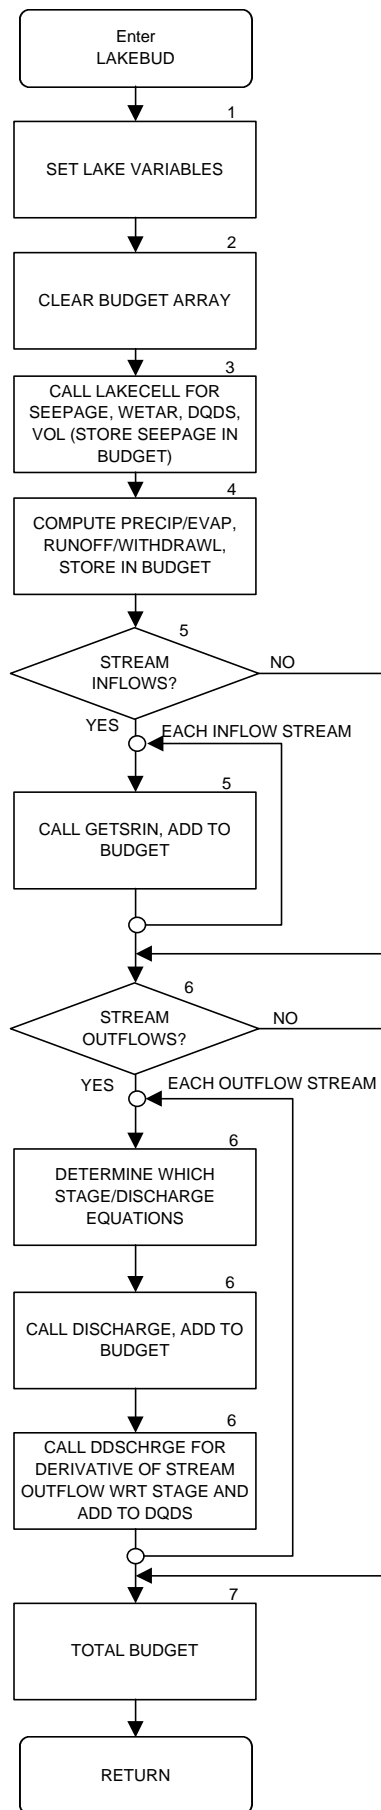 Enter
LAKEBUD
1
SET LAKE VARIABLES
2
CLEAR BUDGET ARRAY
3
CALL LAKECELL FOR
SEEPAGE, WETAR, DQDS,
VOL (STORE SEEPAGE IN
BUDGET)
4
COMPUTE PRECIP/EVAP,
RUNOFF/WITHDRAWL,
STORE IN BUDGET
5
STREAM
INFLOWS?
NO
YES
EACH INFLOW STREAM
5
CALL GETSRIN, ADD TO
BUDGET
6
STREAM
OUTFLOWS?
NO
YES
EACH OUTFLOW STREAM
6
DETERMINE WHICH
STAGE/DISCHARGE
EQUATIONS
6
CALL DISCHARGE, ADD TO
BUDGET
6
CALL DDSCHRGE FOR
DERIVATIVE OF STREAM
OUTFLOW WRT STAGE AND
ADD TO DQDS
7
TOTAL BUDGET
RETURN